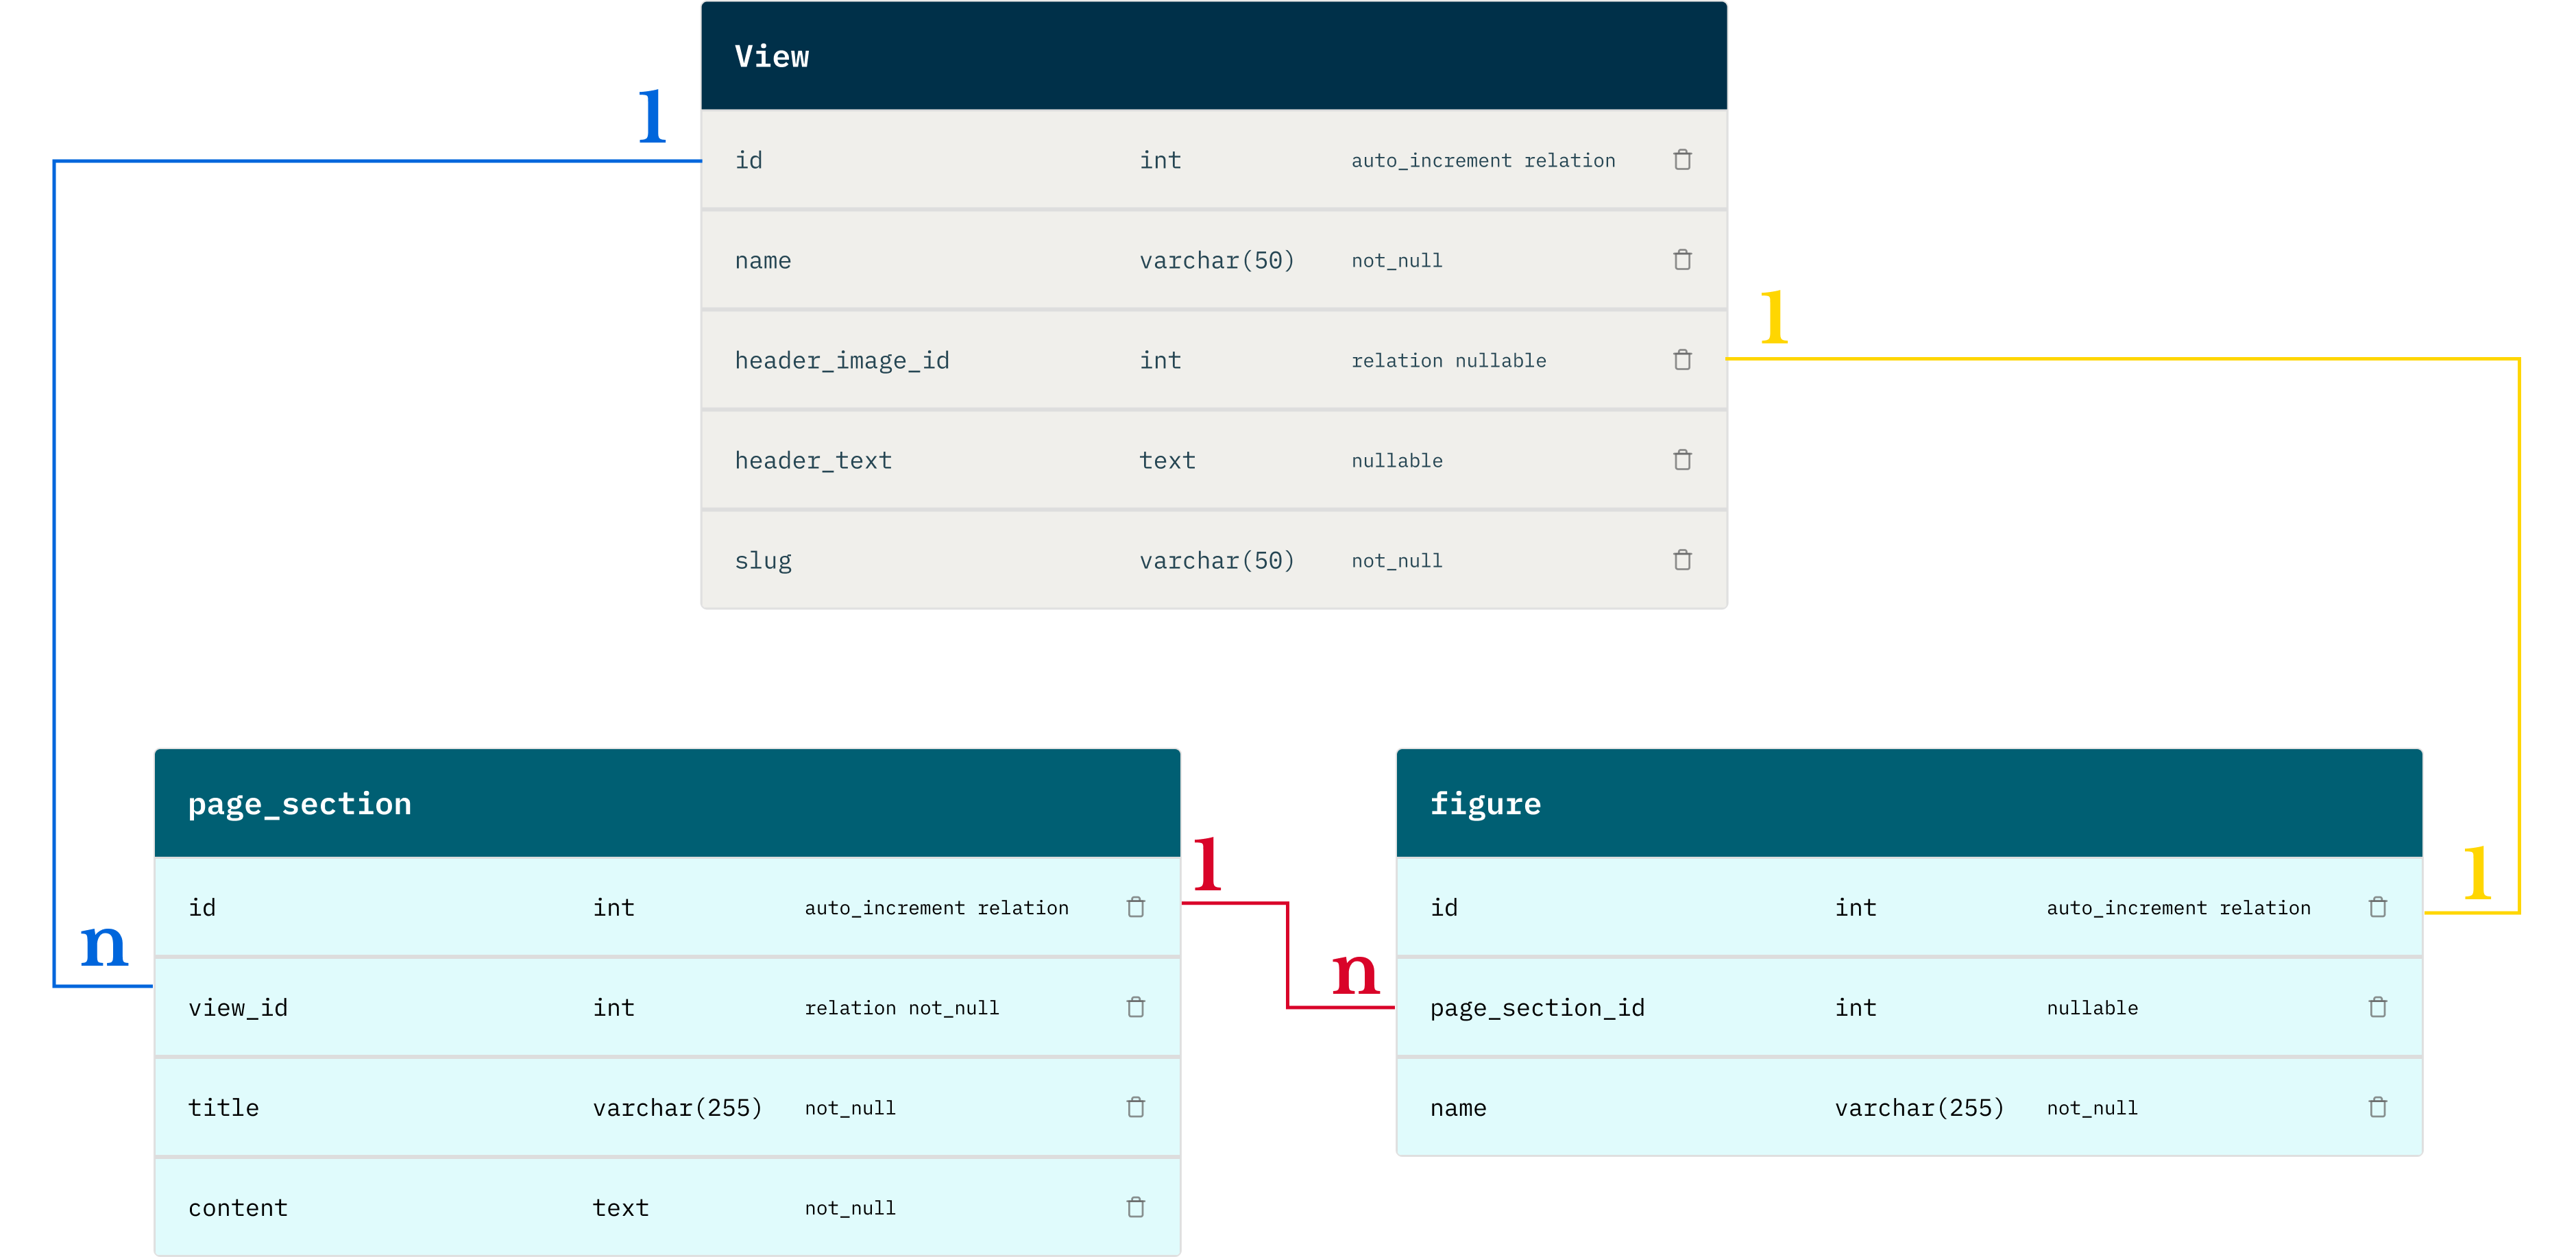 View
1
id int auto_increment relation
name varchar(50) not_null
1
header_image_id int relation nullable
header_text text nullable
slug varchar(50) not_null
page_section
1
id int auto_increment relation
n
view_id int relation not_null
title varchar(255) not_null
content text not_null
figure
1
id int auto_increment relation
n
page_section_id int nullable
name varchar(255) not_null